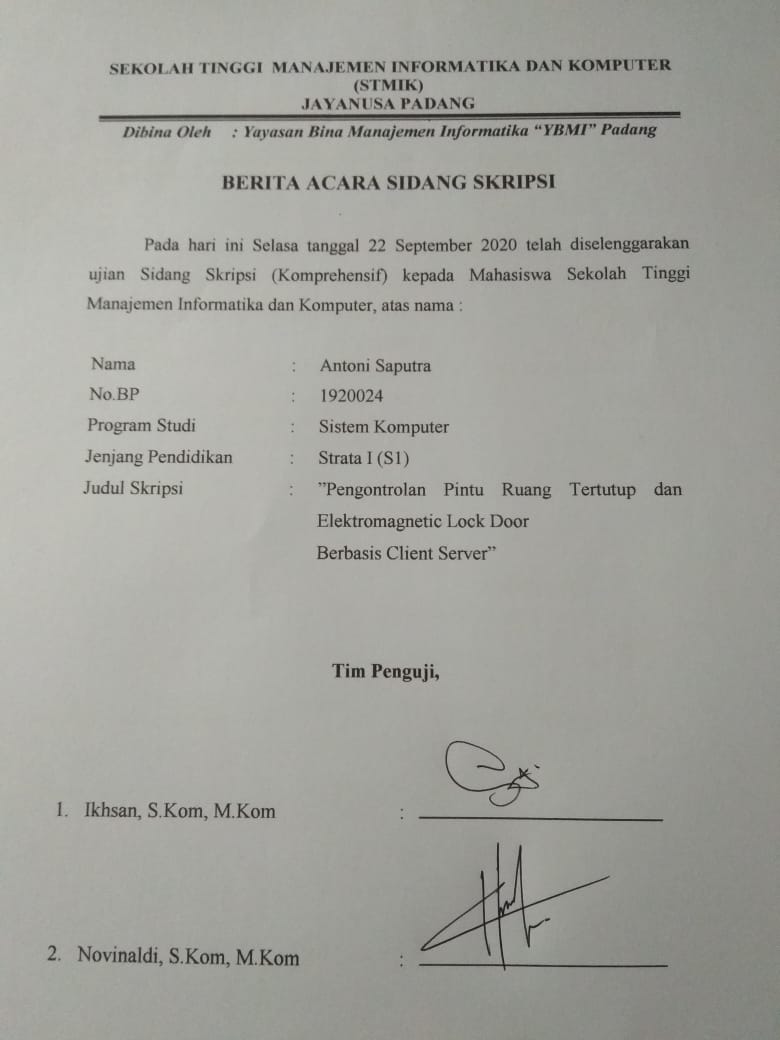 SEKOLAH TINGGI MANAJEMEN INFORMATIKA DAN KOMPUTER
(STMIK)
JAYANUSA PADANG
Dibina Oleh : Yayasan Bina Manajemen Informatika “YBMI” Padang
BERITA ACARA SIDANG SKRIPSI
Pada hari ini Selasa tanggal 22 September 2020 telah diselenggarakan
ujian Sidang Skripsi (Komprehensif) kepada Mahasiswa Sekolah Tinggi
Manajemen Informatika dan Komputer, atas nama :
Nama : Antoni Saputra
No.BP : 1920024
Program Studi : Sistem Komputer
Jenjang Pendidikan : Strata I (S1)
Judul Skripsi : ”Pengontrolan Pintu Ruang Tertutup dan
Elektromagnetic Lock Door
Berbasis Client Server”
Tim Penguji,
1. Ikhsan, S.Kom, M.Kom :
2. Novinaldi, S.Kom, M.Kom :